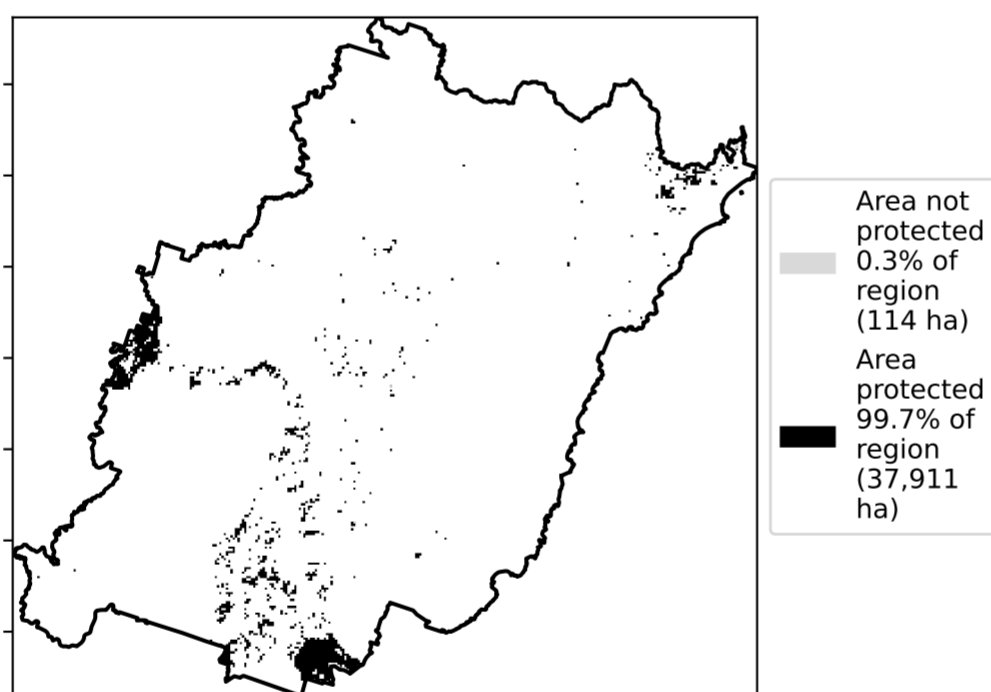 Area not
protected
0.3% of
region
(114 ha)
Area
protected
99.7% of
region
(37,911
ha)